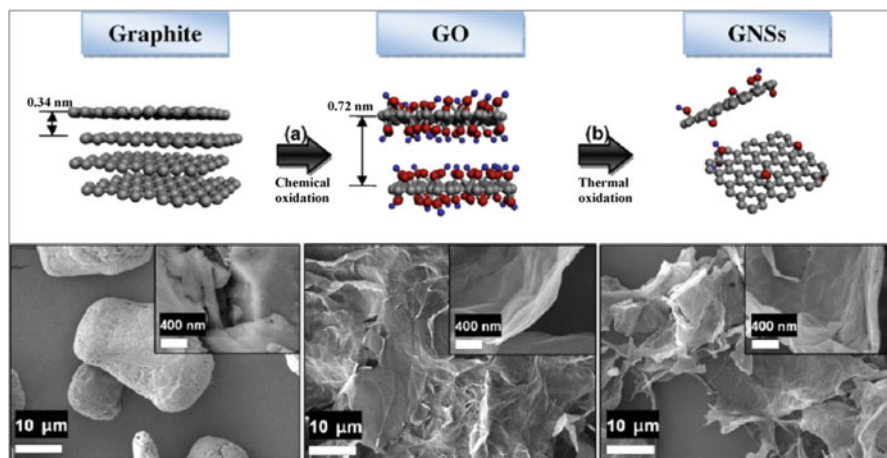 Graphite
GO
GNSs
0.34 nm
0.72 nm
(a)
Chemical
oxidation
(b)
Thermal
oxidation
400 nm
10 µm
400 nm
10 µm
400 nm
10 µm